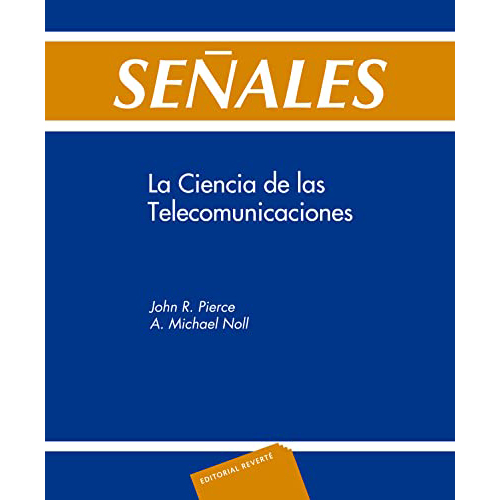 SEÑALES
La Ciencia de las
Telecomunicaciones
John R. Pierce
A. Michael Noll
EDITORIAL REVERTÉ